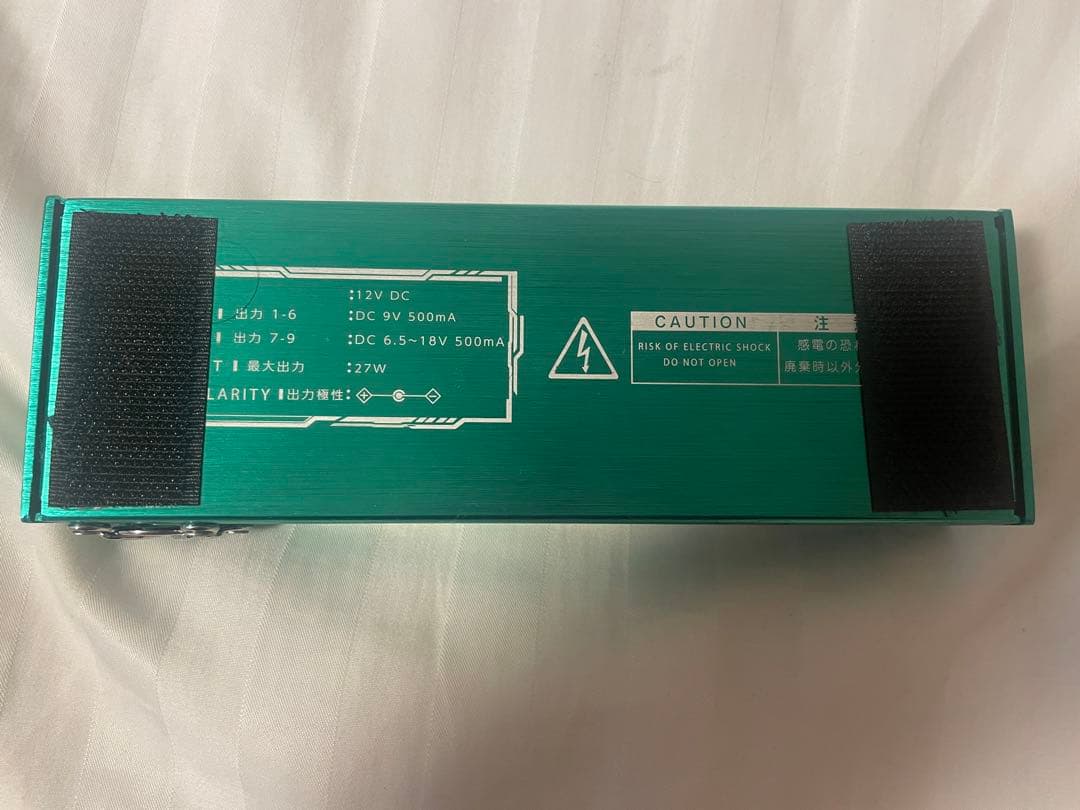 :12V DC
出力 1-6 :DC 9V 500mA
出力 7-9 :DC 6.5~18V 500mA
T 最大出力 :27W
LARITY 出力極性:
CAUTION 注
RISK OF ELECTRIC SHOCK
DO NOT OPEN
感電の恐
廃棄時以外